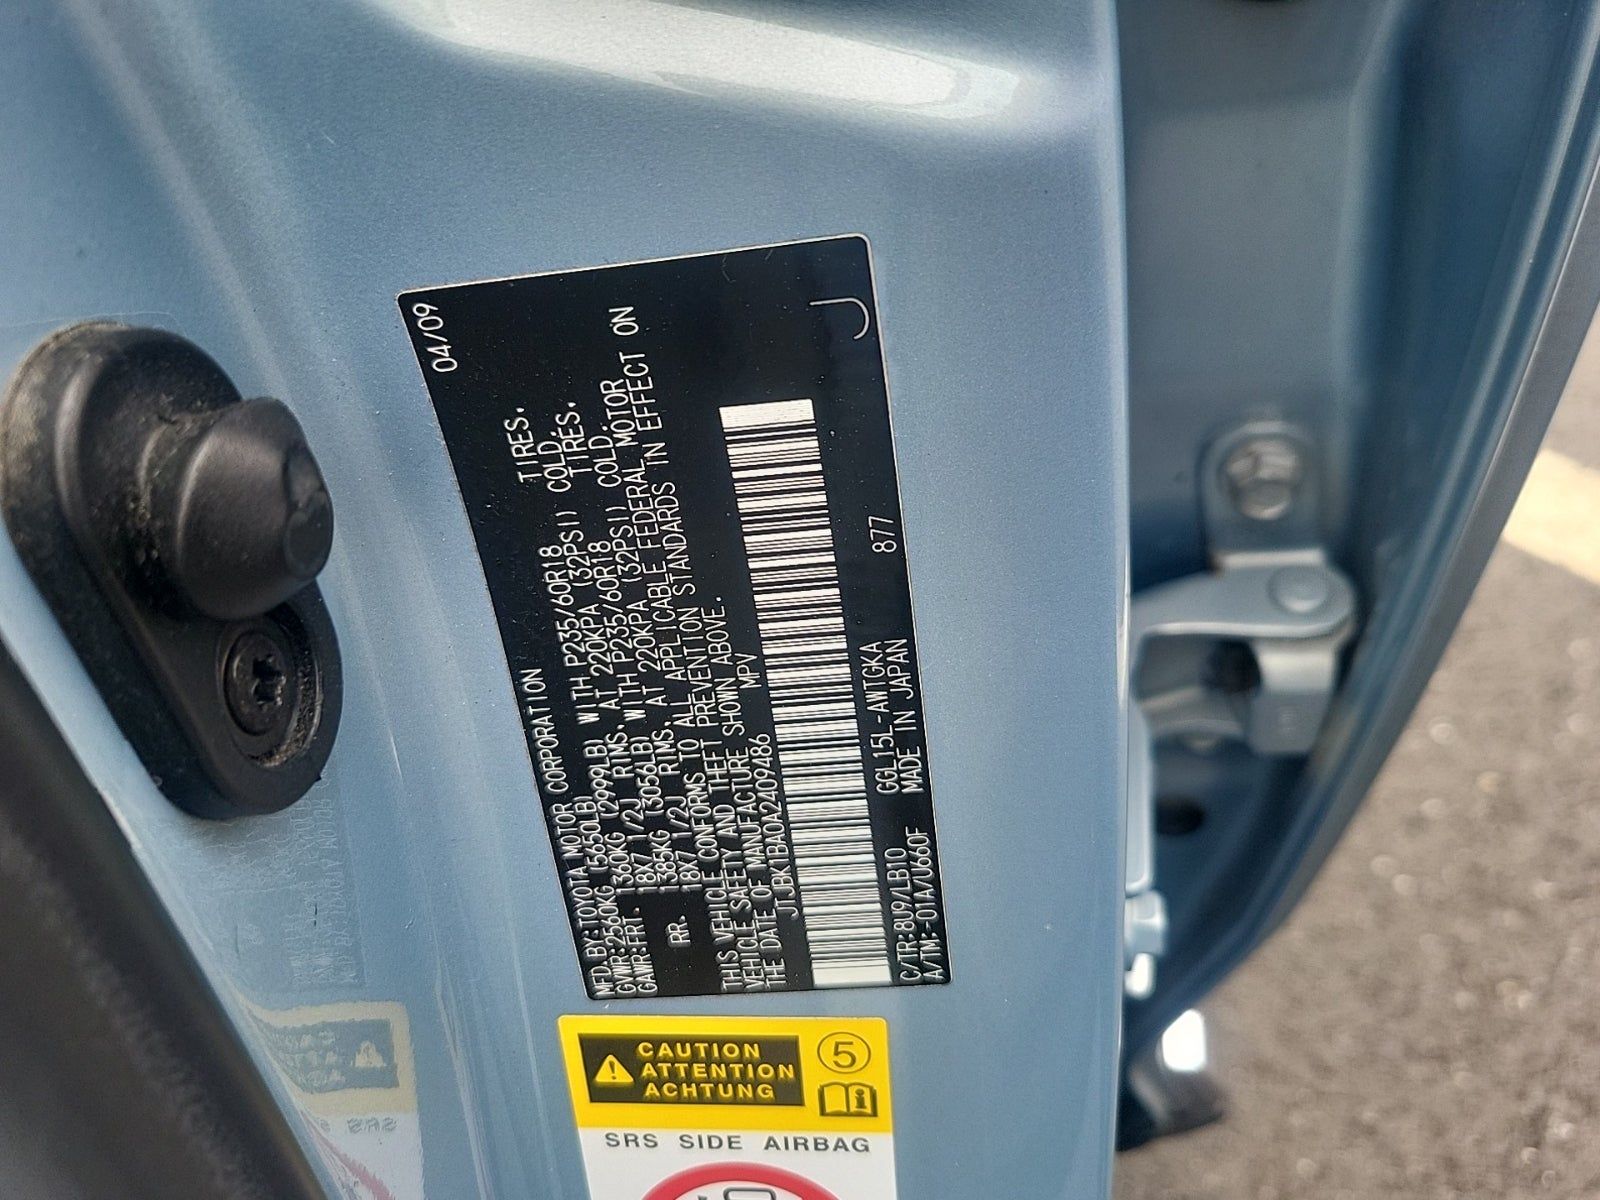 MFD.BY:TOYOTA MOTOR CORPORATION 04/09
GVWR:2560KG (5650LB)
GAWR:FRT. 1360KG (2999LB) WITH P235/60R18 TIRES.
18X7 1/2J RIMS. AT 220KPA (32PSI) COLD.
RR. 1385KG (3056LB) WITH P235/60R18 TIRES.
18X7 1/2J RIMS. AT 220KPA (32PSI) COLD.
THIS VEHICLE CONFORMS TO ALL APPLICABLE FEDERAL MOTOR
VEHICLE SAFETY AND THEFT PREVENTION STANDARDS IN EFFECT ON
THE DATE OF MANUFACTURE SHOWN ABOVE.
JTJBK1BA0A2409486 MPV
C/TR:8U9/LB10 GGL15L-AWTGKA 877
A/TM:-01A/U660F MADE IN JAPAN J
CAUTION
ATTENTION
ACHTUNG
5
SRS SIDE AIRBAG